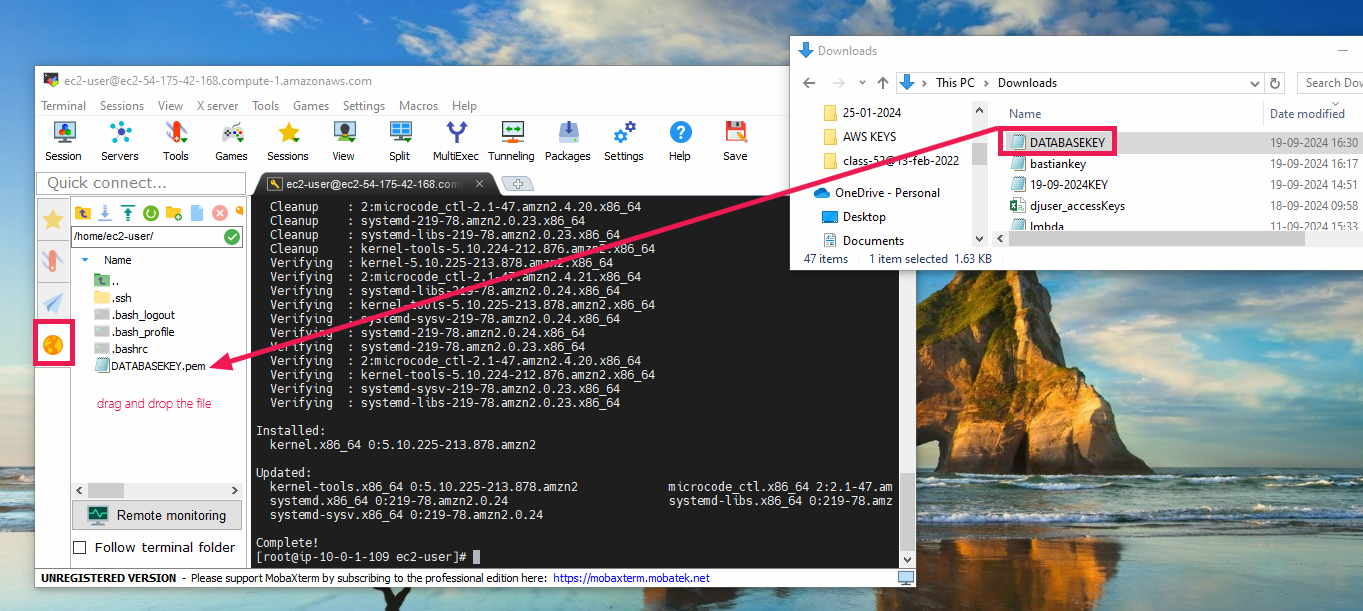 ec2-user@ec2-54-175-42-168.compute-1.amazonaws.com
Terminal Sessions View X server Tools Games Settings Macros Help
Session Servers Tools Games Sessions View Split MultiExec Tunneling Packages Settings Help Save
Quick connect...
ec2-user@ec2-54-175-42-168.com
/home/ec2-user/
Name
..
.ssh
.bash_logout
.bash_profile
.bashrc
DATABASEKEY.pem
drag and drop the file
Remote monitoring
Follow terminal folder
Cleanup : 2:microcode_ctl-2.1-47.amzn2.4.20.x86_64
Cleanup : systemd-219-78.amzn2.0.23.x86_64
Cleanup : systemd-libs-219-78.amzn2.0.23.x86_64
Cleanup : kernel-tools-5.10.224-212.876.amzn2.x86_64
Verifying : kernel-5.10.225-213.878.amzn2.x86_64
Verifying : 2:microcode_ctl-2.1-47.amzn2.4.21.x86_64
Verifying : systemd-libs-219-78.amzn2.0.24.x86_64
Verifying : kernel-tools-5.10.225-213.878.amzn2.x86_64
Verifying : systemd-sysv-219-78.amzn2.0.24.x86_64
Verifying : systemd-219-78.amzn2.0.24.x86_64
Verifying : systemd-219-78.amzn2.0.23.x86_64
Verifying : 2:microcode_ctl-2.1-47.amzn2.4.20.x86_64
Verifying : kernel-tools-5.10.224-212.876.amzn2.x86_64
Verifying : systemd-sysv-219-78.amzn2.0.23.x86_64
Verifying : systemd-libs-219-78.amzn2.0.23.x86_64
Installed:
kernel.x86_64 0:5.10.225-213.878.amzn2
Updated:
kernel-tools.x86_64 0:5.10.225-213.878.amzn2 microcode_ctl.x86_64 2:2.1-47.am
systemd.x86_64 0:219-78.amzn2.0.24 systemd-libs.x86_64 0:219-78.amz
systemd-sysv.x86_64 0:219-78.amzn2.0.24
Complete!
[root@ip-10-0-1-109 ec2-user]#
UNREGISTERED VERSION - Please support MobaXterm by subscribing to the professional edition here: https://mobaxterm.mobatek.net
Downloads
This PC > Downloads
Search Dow
25-01-2024
AWS KEYS
class-52@13-feb-2022
OneDrive - Personal
Desktop
Documents
Name Date modified
DATABASEKEY 19-09-2024 16:30
bastiankey 19-09-2024 16:17
19-09-2024KEY 19-09-2024 14:51
djuser_accessKeys 18-09-2024 09:58
lmbda 11-09-2024 15:33
47 items 1 item selected 1.63 KB